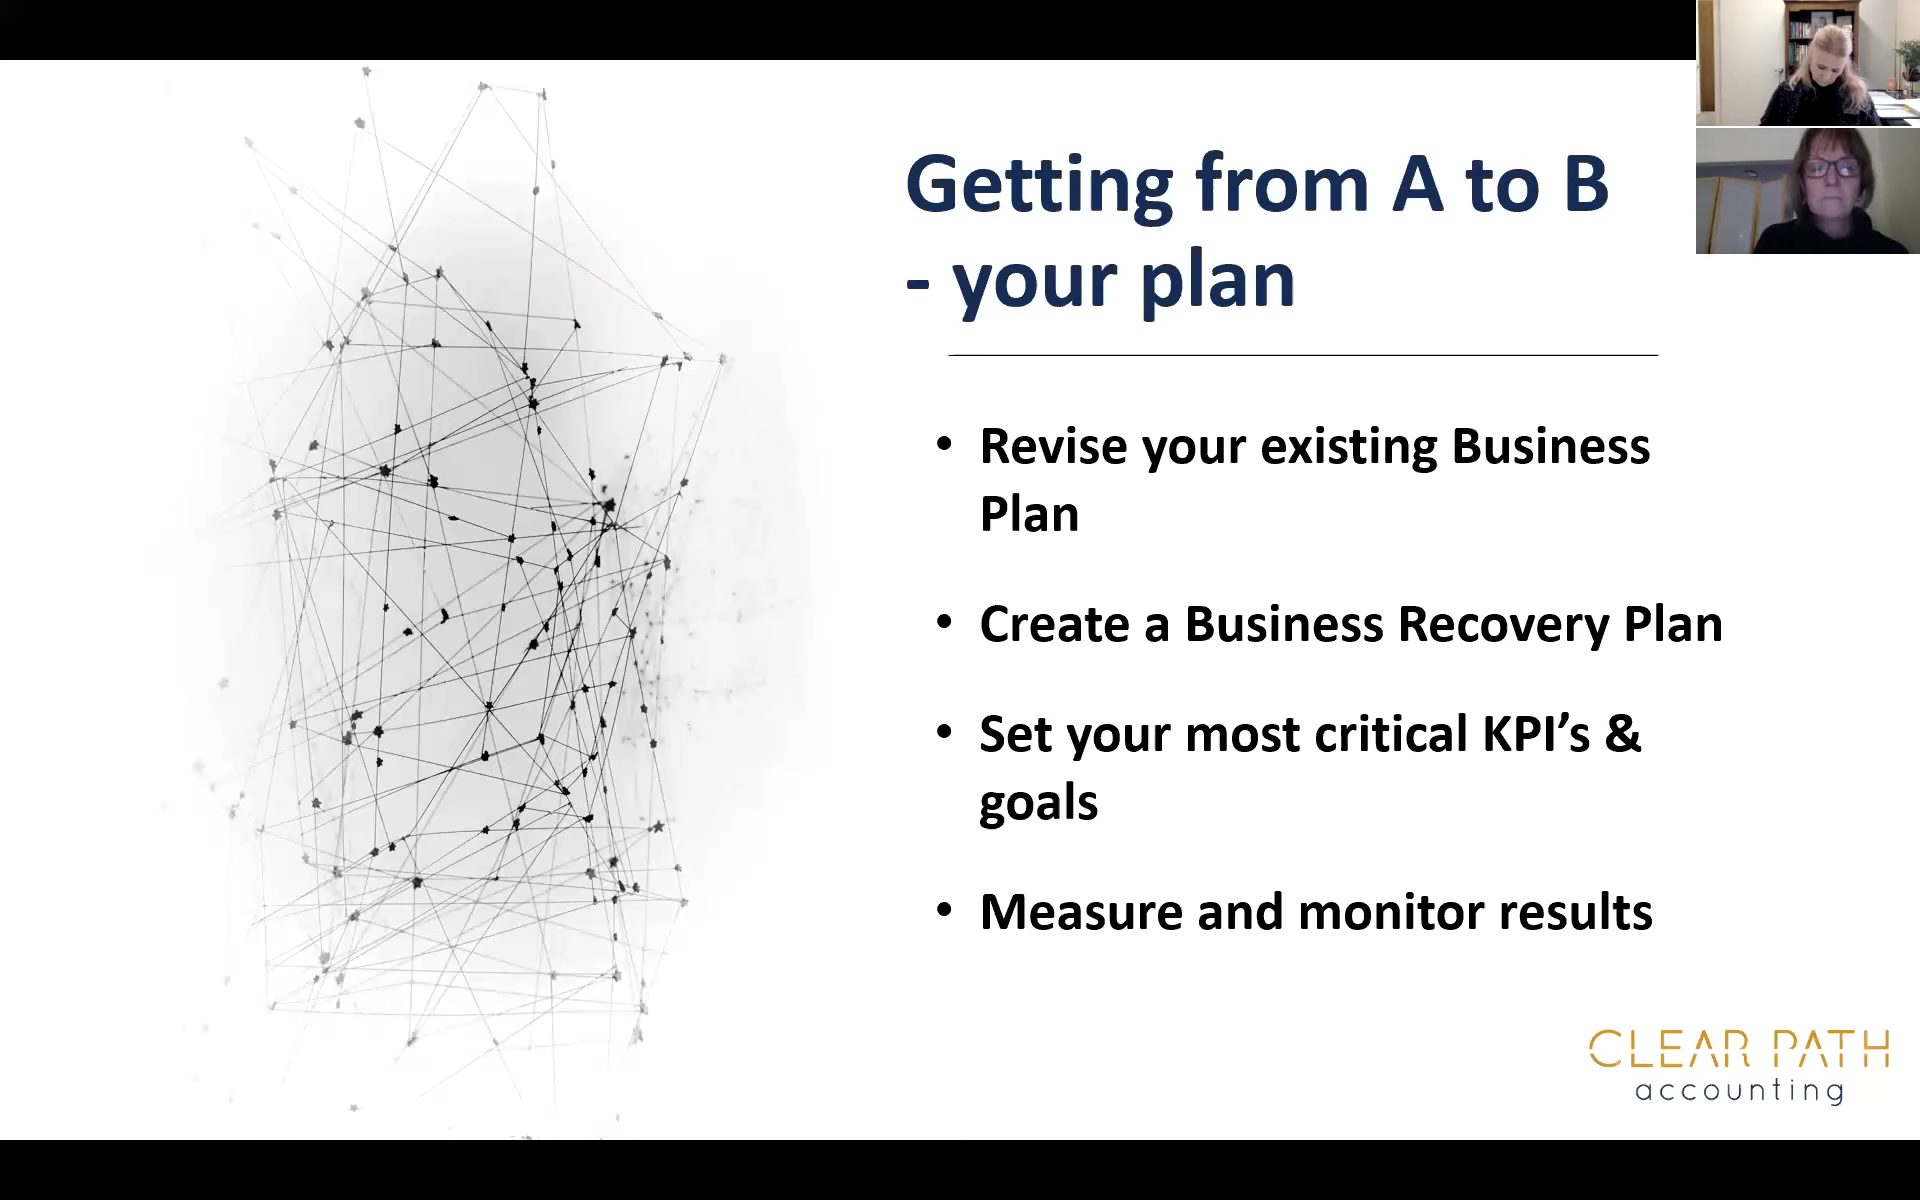 Getting from A to B
- your plan
• Revise your existing Business
Plan
• Create a Business Recovery Plan
• Set your most critical KPI’s &
goals
• Measure and monitor results
CLEAR PATH
accounting